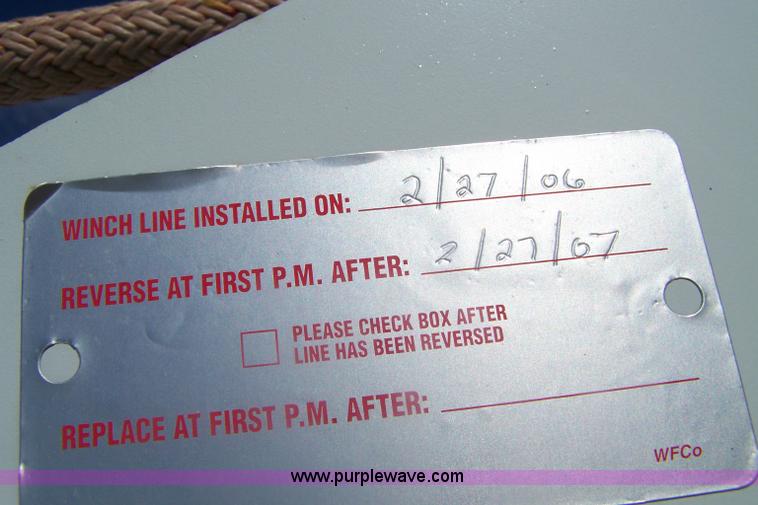 WINCH LINE INSTALLED ON: 2/27/06
REVERSE AT FIRST P.M. AFTER: 2/27/07
PLEASE CHECK BOX AFTER
LINE HAS BEEN REVERSED
REPLACE AT FIRST P.M. AFTER:
WFCo
www.purplewave.com